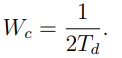 W_c = \frac{1}{2T_d}.